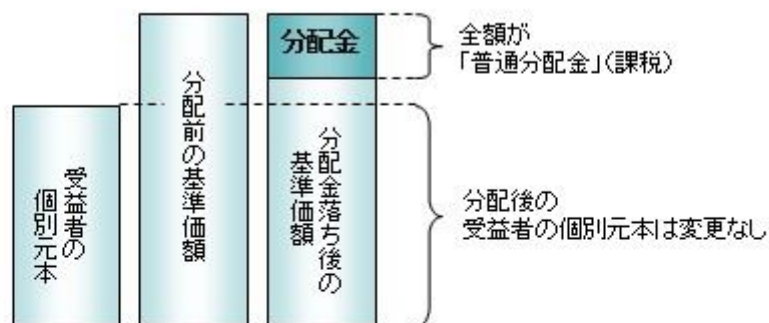 受益者の
個別元本
分配前の基準価額
分配金
分配金落ち後の
基準価額
全額が
「普通分配金」(課税)
分配後の
受益者の個別元本は変更なし